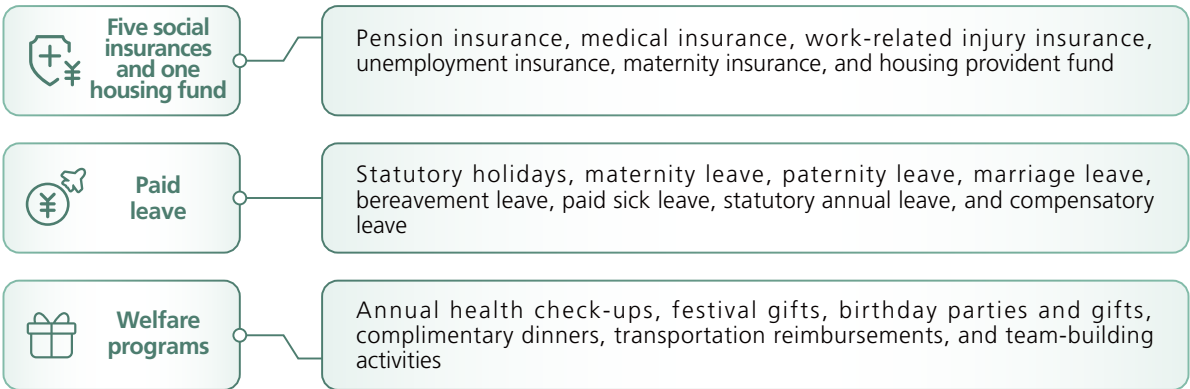 Five social
insurances
and one
housing fund
Pension insurance, medical insurance, work-related injury insurance,
unemployment insurance, maternity insurance, and housing provident fund
Paid
leave
Statutory holidays, maternity leave, paternity leave, marriage leave,
bereavement leave, paid sick leave, statutory annual leave, and compensatory
leave
Welfare
programs
Annual health check-ups, festival gifts, birthday parties and gifts,
complimentary dinners, transportation reimbursements, and team-building
activities